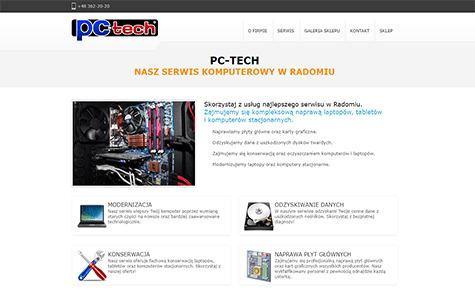 +48 362-20-20
pc-tech
O FIRMIE SERWIS GALERIA SKLEPU KONTAKT SKLEP
PC-TECH
NASZ SERWIS KOMPUTEROWY W RADOMIU
Skorzystaj z usług najlepszego serwisu w Radomiu.
Zajmujemy się kompleksową naprawą laptopów, tabletów
i komputerów stacjonarnych.
Naprawiamy płyty główne oraz karty graficzne.
Odzyskujemy dane z uszkodzonych dysków twardych.
Zajmujemy się konserwacją oraz oczyszczaniem komputerów i laptopów.
Modernizujemy laptopy oraz komputery stacjonarne.
MODERNIZACJA
Nasz serwis ulepszy Twój komputer poprzez wymianę
starych części na nowsze oraz bardziej zaawansowane
technologicznie.
ODZYSKIWANIE DANYCH
W naszym serwisie odzyskasz Twoje cenne dane z
uszkodzonych nośników. Skorzystaj z bezpłatnej
diagnozy!
KONSERWACJA
Nasz serwis oferuje fachową konserwację laptopów,
tabletów oraz komputerów stacjonarnych. Skorzystaj z
naszej oferty!
NAPRAWA PŁYT GŁÓWNYCH
Zajmujemy się profesjonalną naprawą płyt głównych
oraz kart graficznych wszystkich producentów. Nasz
wykwalifikowany personel z pewnością odnajdzie każdą
usterkę.